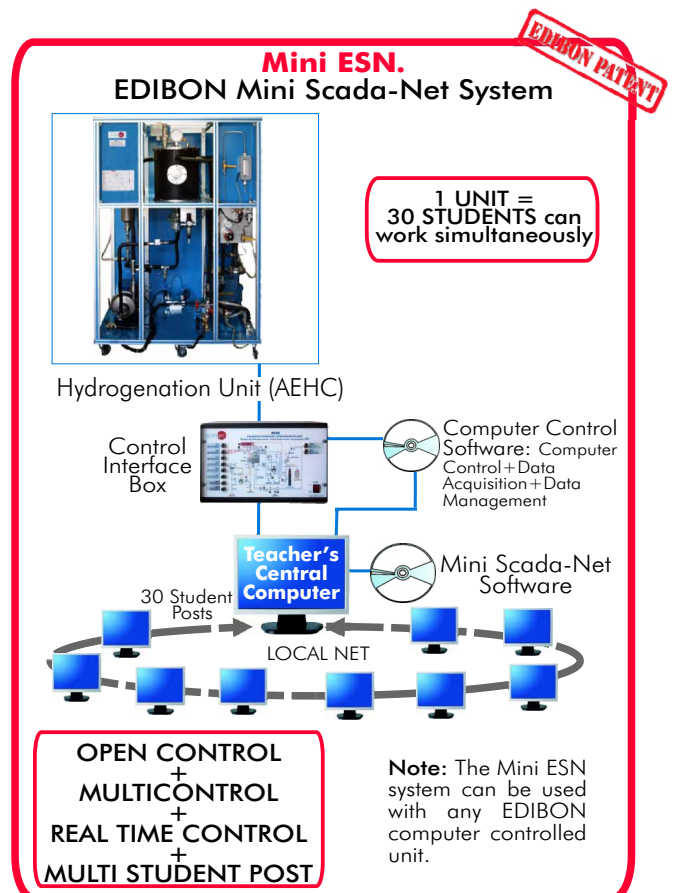 EDIBON PATENT
Mini ESN.
EDIBON Mini Scada-Net System
1 UNIT =
30 STUDENTS can
work simultaneously
Hydrogenation Unit (AEHC)
Control
Interface
Box
Computer Control
Software: Computer
Control+Data
Acquisition+Data
Management
Teacher's
Central
Computer
Mini Scada-Net
Software
30 Student
Posts
LOCAL NET
OPEN CONTROL
+
MULTICONTROL
+
REAL TIME CONTROL
+
MULTI STUDENT POST
Note: The Mini ESN
system can be used
with any EDIBON
computer controlled
unit.